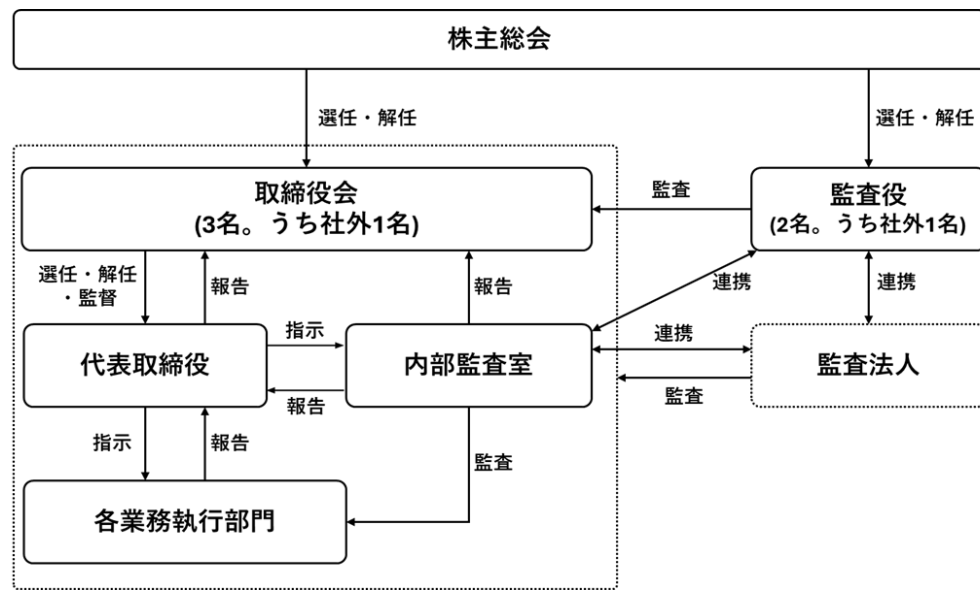 株主総会
選任・解任
選任・解任
取締役会
(3名。うち社外1名)
監査
監査役
(2名。うち社外1名)
選任・解任
・監督
報告
報告
連携
連携
代表取締役
指示
報告
内部監査室
連携
監査
監査法人
指示
報告
監査
各業務執行部門